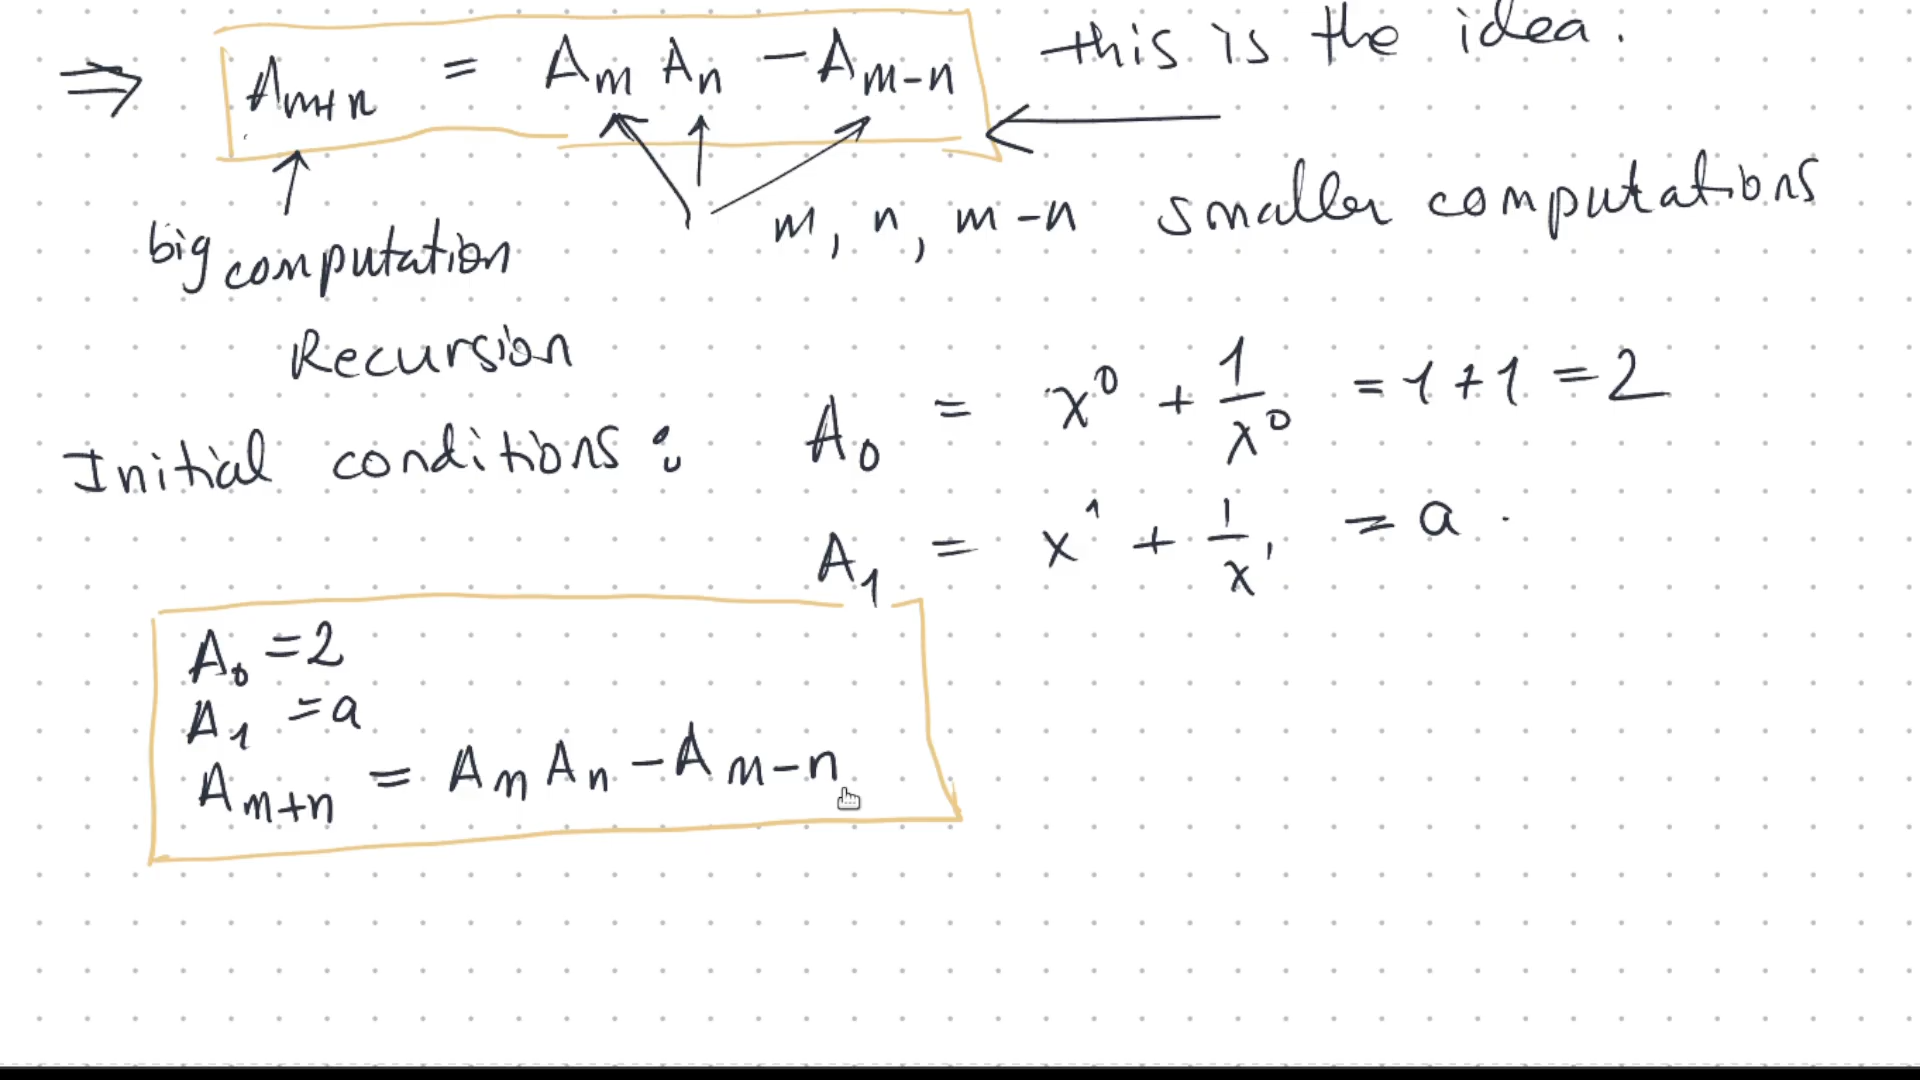 ⇒ A_{m+n} = A_m A_n - A_{m-n} this is the idea.
m, n, m-n smaller computations
big computation
Recursion
Initial conditions: A_0 = x^0 + 1/x^0 = 1+1 = 2
A_1 = x^1 + 1/x^1 = a.
A_0 = 2
A_1 = a
A_{m+n} = A_m A_n - A_{m-n}